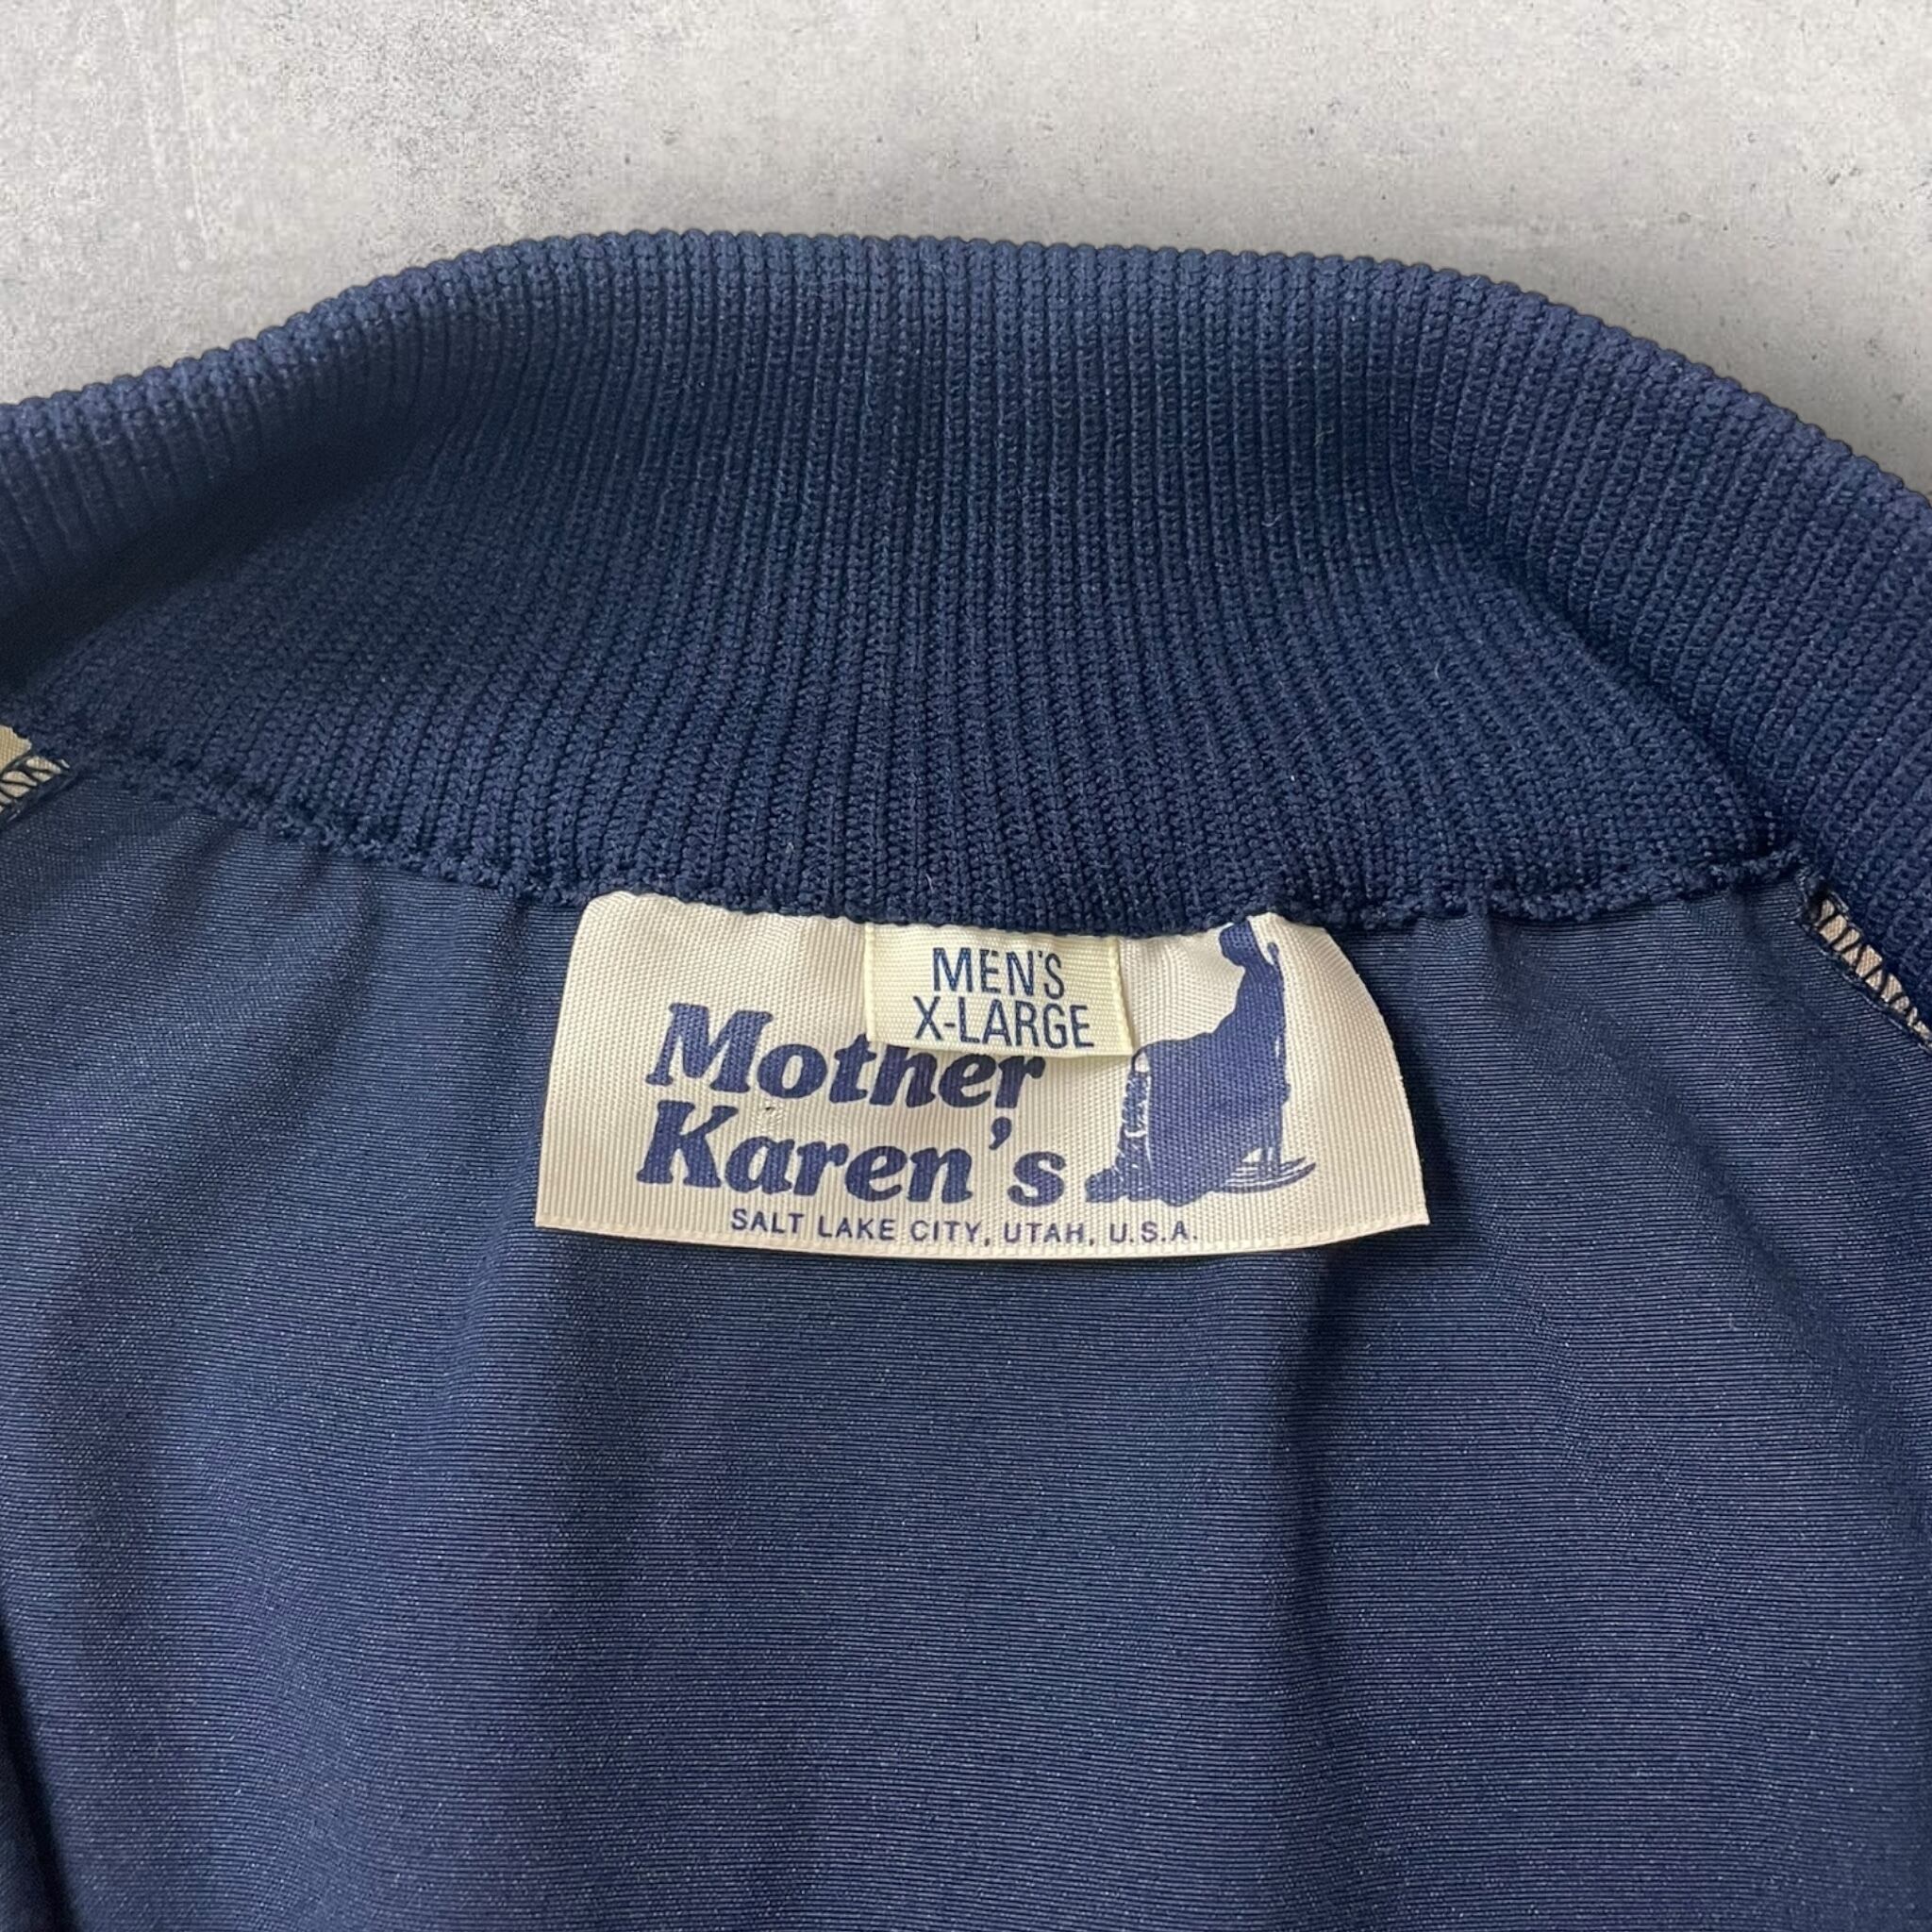 MEN'S
X-LARGE
Mother
Karen's
SALT LAKE CITY, UTAH, U.S.A.